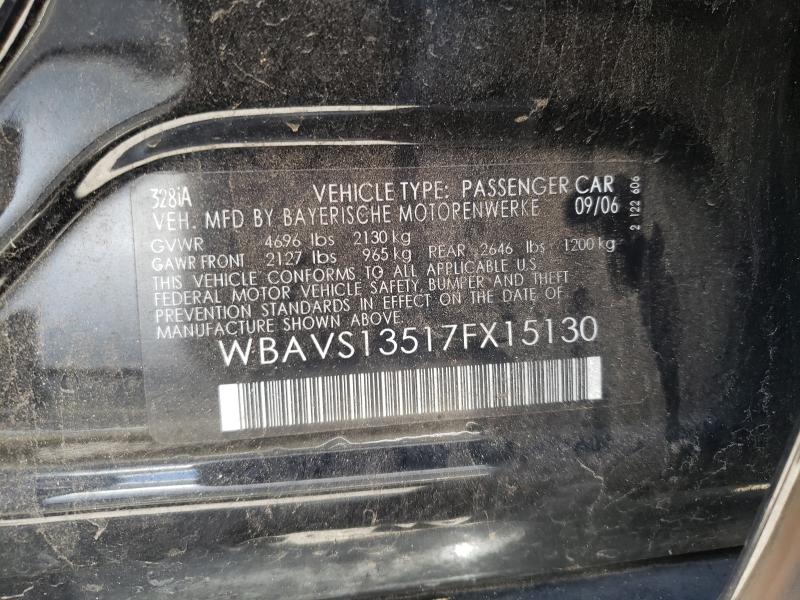 328iA VEHICLE TYPE: PASSENGER CAR
VEH. MFD BY BAYERISCHE MOTORENWERKE 09/06
GVWR 4696 lbs 2130 kg
GAWR FRONT 2127 lbs 965 kg REAR 2646 lbs 1200 kg
THIS VEHICLE CONFORMS TO ALL APPLICABLE U.S.
FEDERAL MOTOR VEHICLE SAFETY, BUMPER AND THEFT
PREVENTION STANDARDS IN EFFECT ON THE DATE OF
MANUFACTURE SHOWN ABOVE.
WBAVS13517FX15130
2 122 606